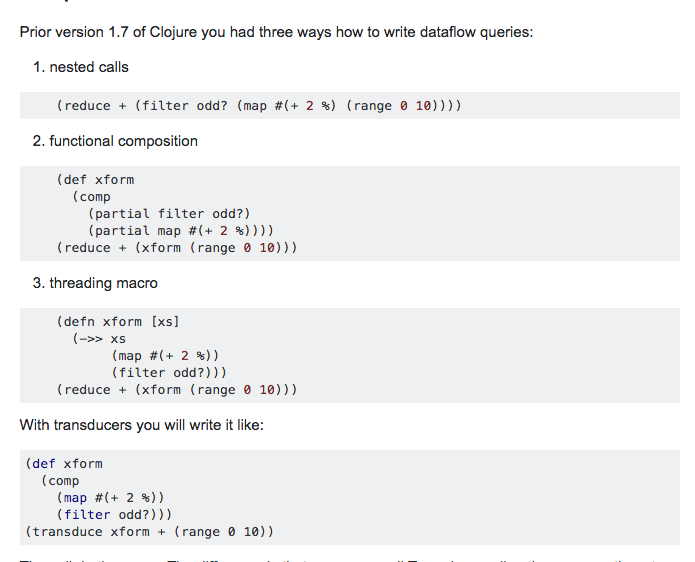 Prior version 1.7 of Clojure you had three ways how to write dataflow queries:
1. nested calls
(reduce + (filter odd? (map #(+ 2 %) (range 0 10))))
2. functional composition
(def xform
(comp
(partial filter odd?)
(partial map #(+ 2 %))))
(reduce + (xform (range 0 10)))
3. threading macro
(defn xform [xs]
(->> xs
(map #(+ 2 %))
(filter odd?)))
(reduce + (xform (range 0 10)))
With transducers you will write it like:
(def xform
(comp
(map #(+ 2 %))
(filter odd?)))
(transduce xform + (range 0 10))